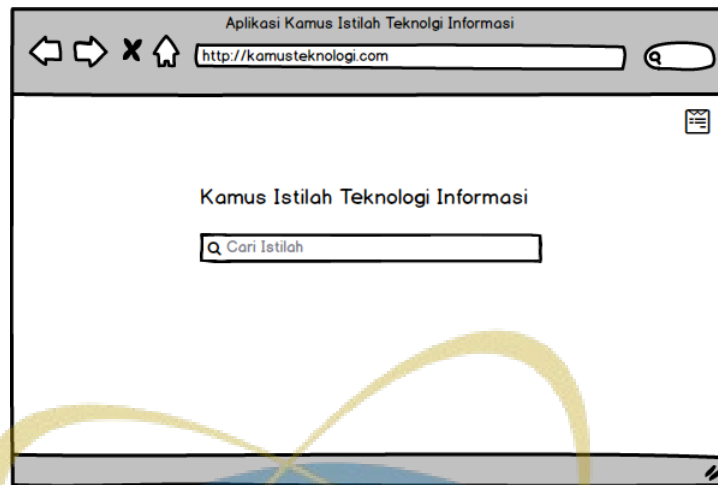 Aplikasi Kamus Istilah Teknolgi Informasi
http://kamusteknologi.com
Kamus Istilah Teknologi Informasi
Cari Istilah